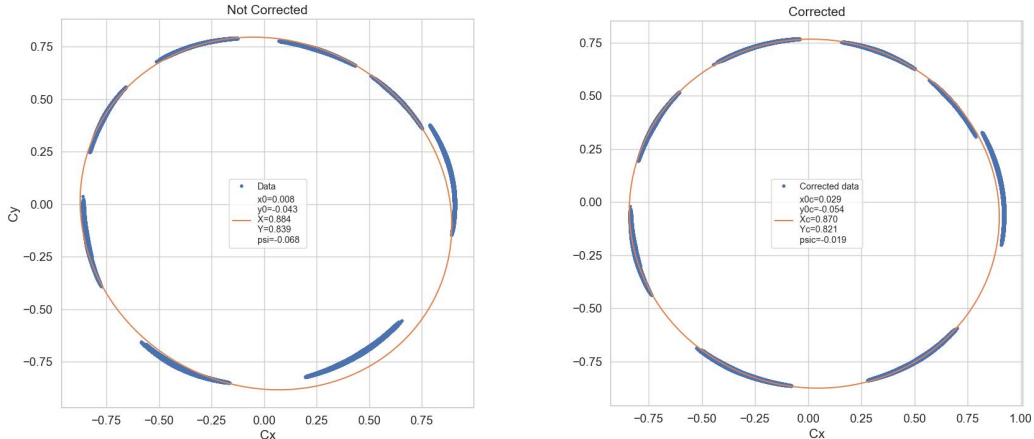 Not Corrected
0.75
0.50
0.25
0.00
−0.25
−0.50
−0.75
Cy
Data
x0=0.008
y0=-0.043
X=0.884
Y=0.839
psi=-0.068
−0.75
−0.50
−0.25
0.00
0.25
0.50
0.75
Cx
Corrected
0.75
0.50
0.25
0.00
−0.25
−0.50
−0.75
Corrected data
x0c=0.029
y0c=-0.054
Xc=0.870
Yc=0.821
psic=-0.019
−0.75
−0.50
−0.25
0.00
0.25
0.50
0.75
1.00
Cx